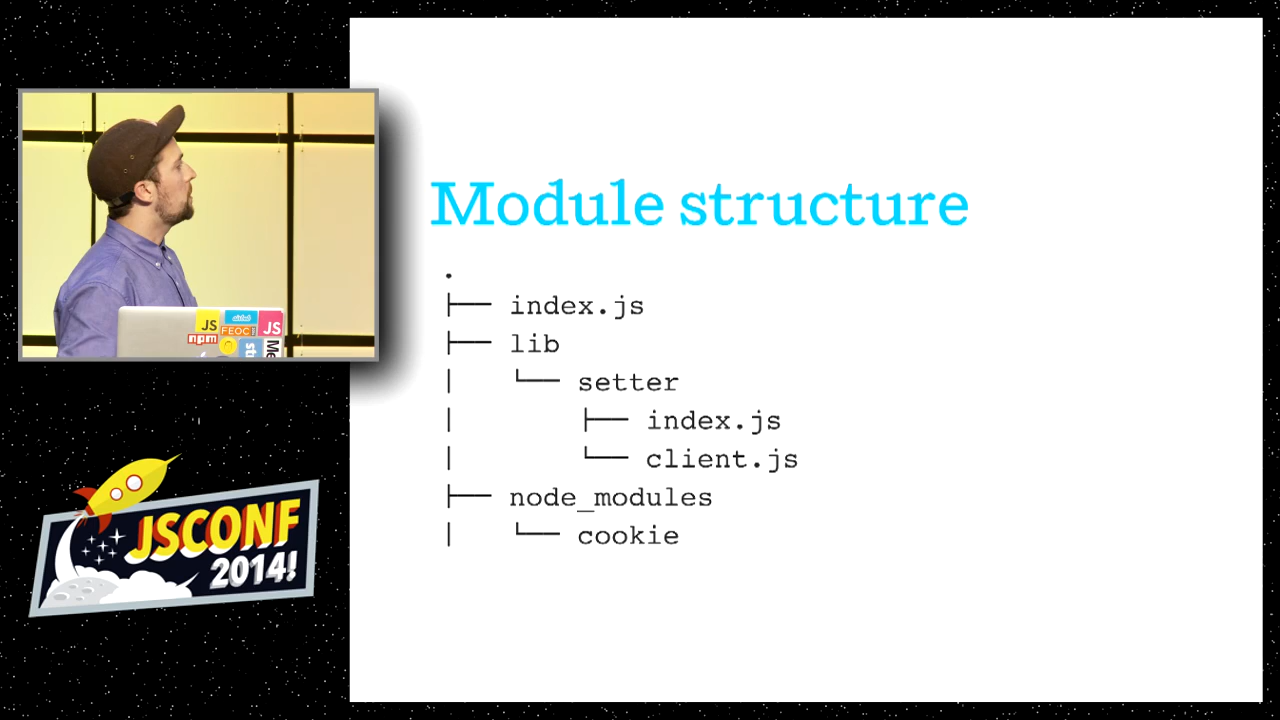 Module structure
.
├── index.js
├── lib
│   └── setter
│       ├── index.js
│       └── client.js
├── node_modules
│   └── cookie
JS
JS
FEOC
npm
JSCONF
2014!